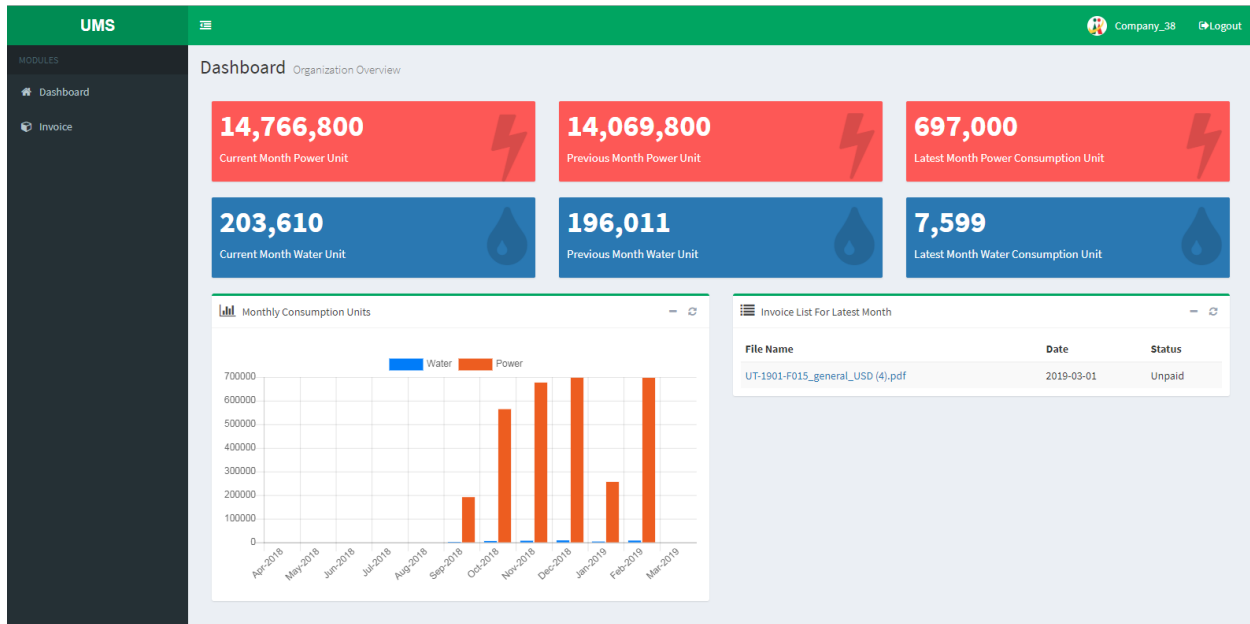 UMS
Company_38 Logout
MODULES
Dashboard
Invoice
Dashboard Organization Overview
14,766,800
Current Month Power Unit
14,069,800
Previous Month Power Unit
697,000
Latest Month Power Consumption Unit
203,610
Current Month Water Unit
196,011
Previous Month Water Unit
7,599
Latest Month Water Consumption Unit
Monthly Consumption Units
Water Power
700000
600000
500000
400000
300000
200000
100000
0
Apr-2018 May-2018 Jun-2018 Jul-2018 Aug-2018 Sep-2018 Oct-2018 Nov-2018 Dec-2018 Jan-2019 Feb-2019 Mar-2019
Invoice List For Latest Month
File Name Date Status
UT-1901-F015_general_USD (4).pdf 2019-03-01 Unpaid